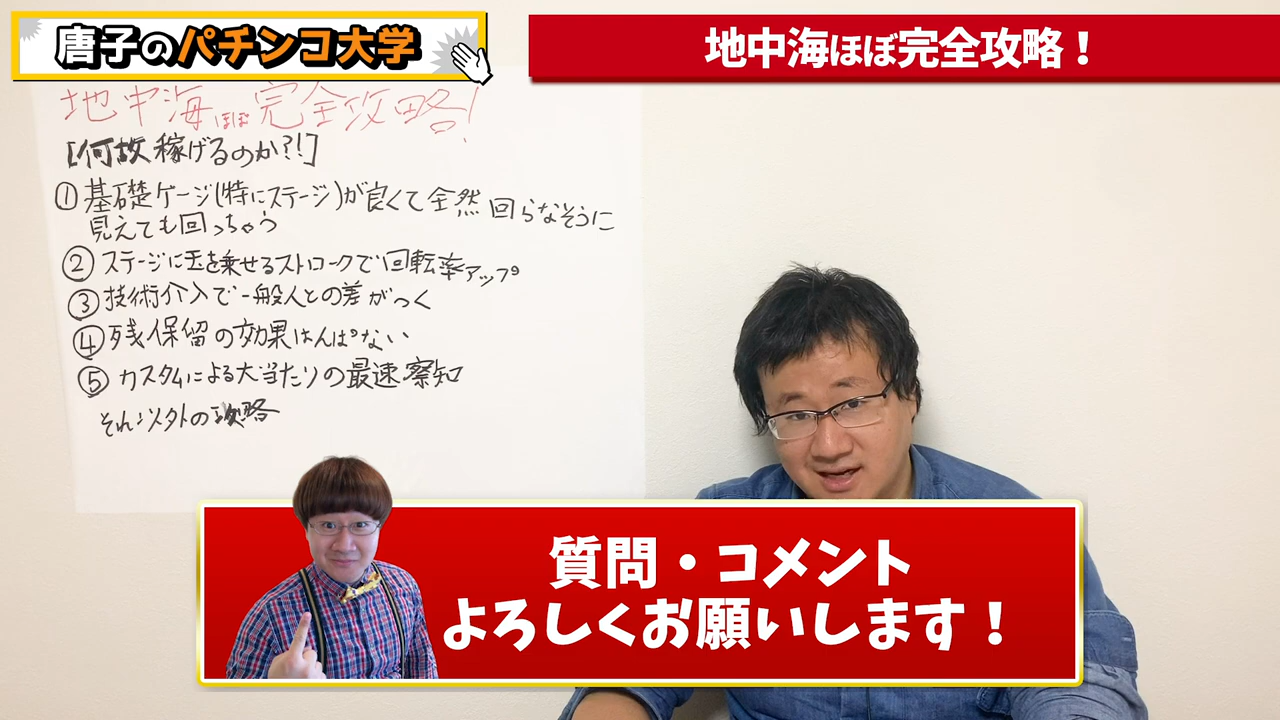 唐子のパチンコ大学
地中海ほぼ完全攻略！
地中海ほぼ完全攻略!
[何故稼げるのか?!]
①基礎ゲージ(特にステージ)が良くて全然回らなそうに
見えても回っちゃう
②ステージに玉を乗せるストロークで回転率アップ
③技術介入で一般人との差がつく
④残保留の効果はんぱない
⑤カスタムによる大当たりの最速察知
それ以外の攻略
質問・コメント
よろしくお願いします！